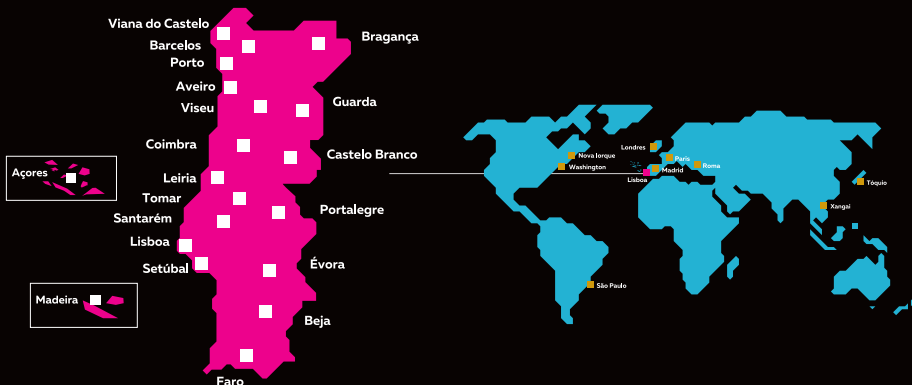 Viana do Castelo
Barcelos
Bragança
Porto
Aveiro
Viseu
Guarda
Coimbra
Castelo Branco
Açores
Leiria
Tomar
Portalegre
Santarém
Lisboa
Setúbal
Évora
Madeira
Beja
Faro
Londres
Nova Iorque
Paris
Washington
Madrid
Roma
Lisboa
Tóquio
Xangai
São Paulo